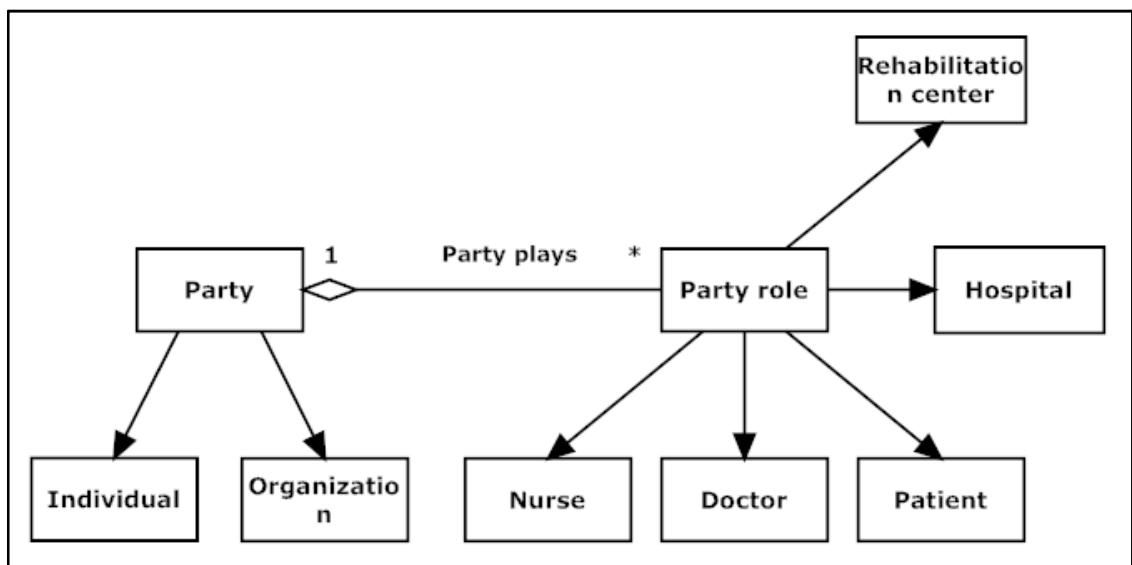 Rehabilitatio
n center
1
Party plays
*
Party
Party role
Hospital
Individual
Organizatio
n
Nurse
Doctor
Patient